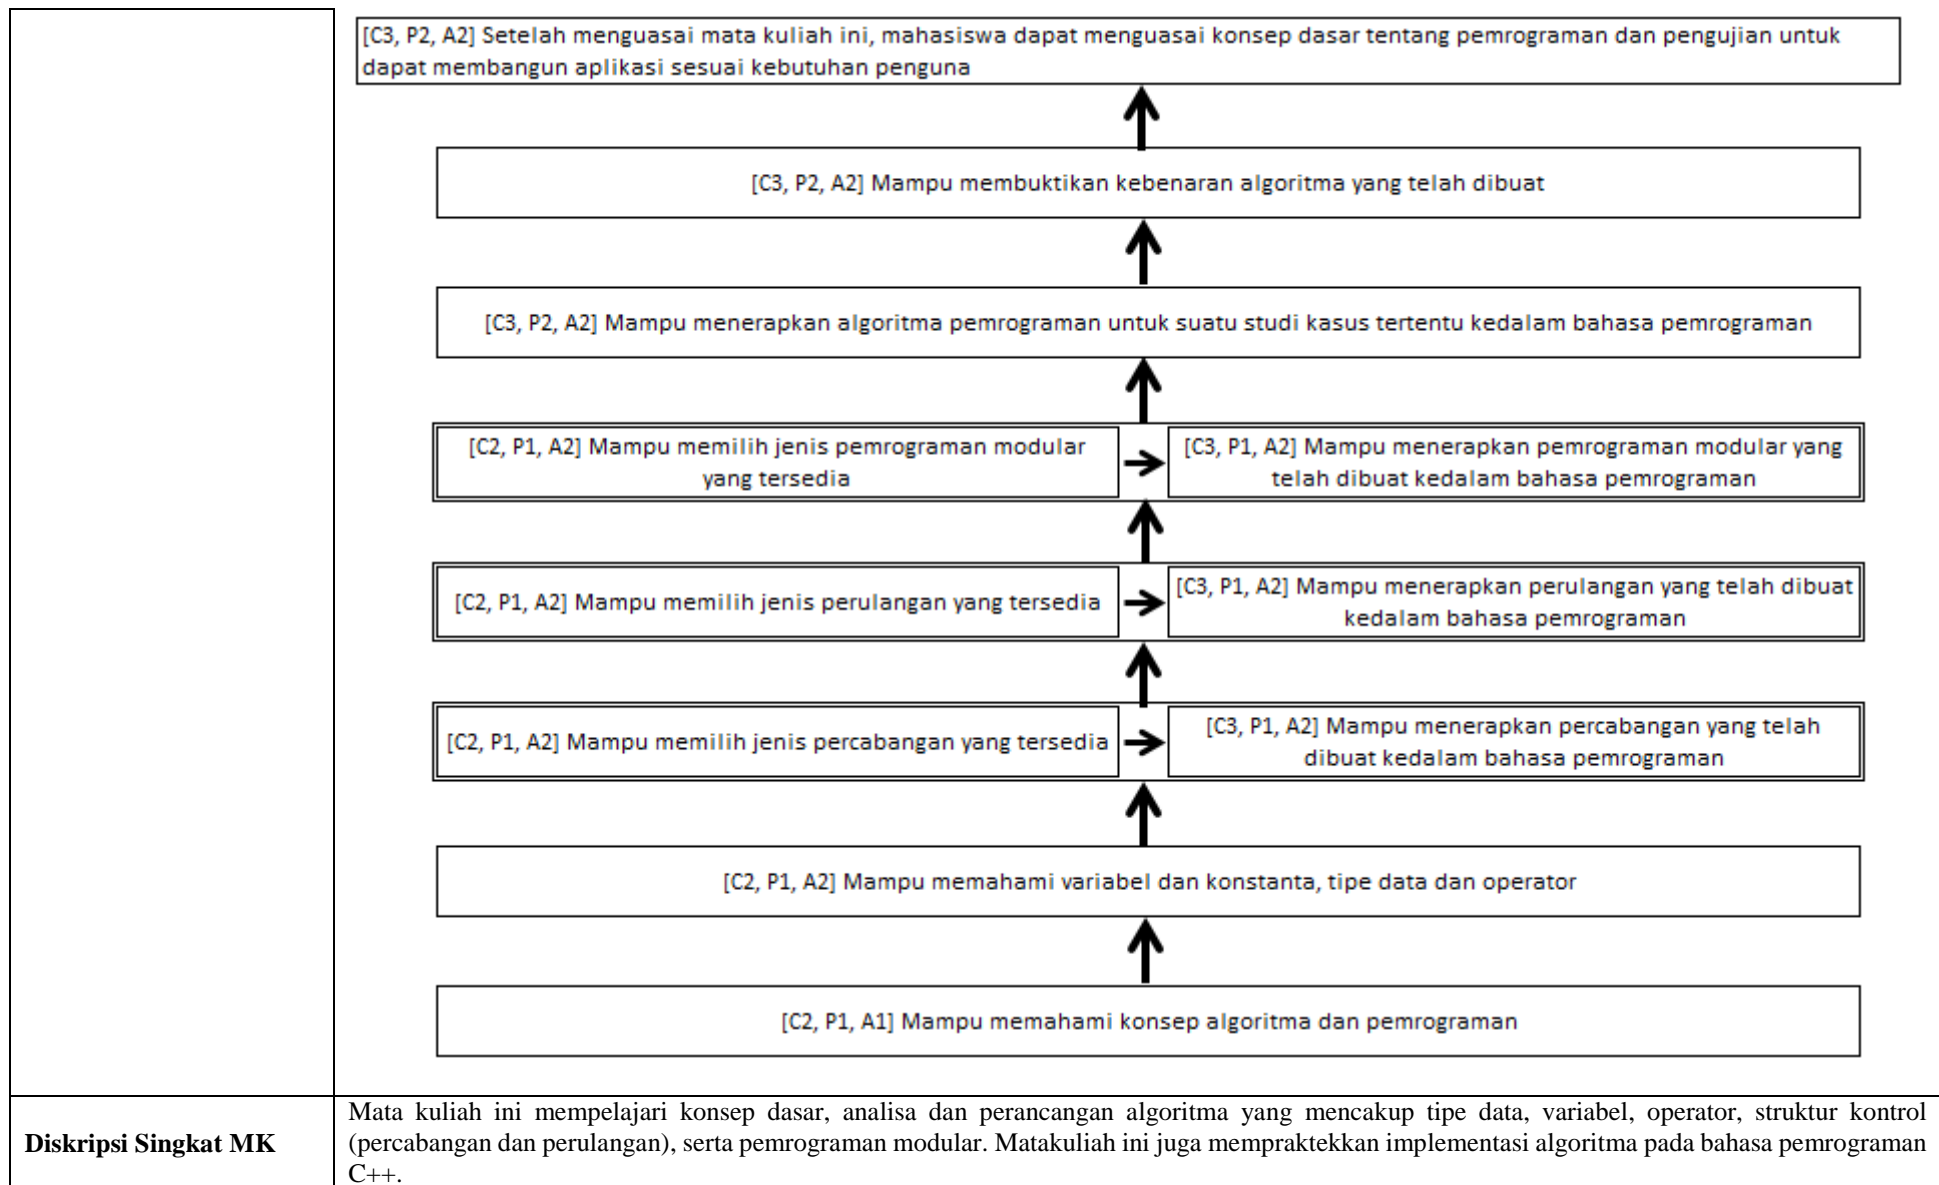 [C3, P2, A2] Setelah menguasai mata kuliah ini, mahasiswa dapat menguasai konsep dasar tentang pemrograman dan pengujian untuk
dapat membangun aplikasi sesuai kebutuhan penguna
[C3, P2, A2] Mampu membuktikan kebenaran algoritma yang telah dibuat
[C3, P2, A2] Mampu menerapkan algoritma pemrograman untuk suatu studi kasus tertentu kedalam bahasa pemrograman
[C2, P1, A2] Mampu memilih jenis pemrograman modular
yang tersedia
[C3, P1, A2] Mampu menerapkan pemrograman modular yang
telah dibuat kedalam bahasa pemrograman
[C2, P1, A2] Mampu memilih jenis perulangan yang tersedia
[C3, P1, A2] Mampu menerapkan perulangan yang telah dibuat
kedalam bahasa pemrograman
[C2, P1, A2] Mampu memilih jenis percabangan yang tersedia
[C3, P1, A2] Mampu menerapkan percabangan yang telah
dibuat kedalam bahasa pemrograman
[C2, P1, A2] Mampu memahami variabel dan konstanta, tipe data dan operator
[C2, P1, A1] Mampu memahami konsep algoritma dan pemrograman
Diskripsi Singkat MK
Mata kuliah ini mempelajari konsep dasar, analisa dan perancangan algoritma yang mencakup tipe data, variabel, operator, struktur kontrol
(percabangan dan perulangan), serta pemrograman modular. Matakuliah ini juga mempraktekkan implementasi algoritma pada bahasa pemrograman
C++.